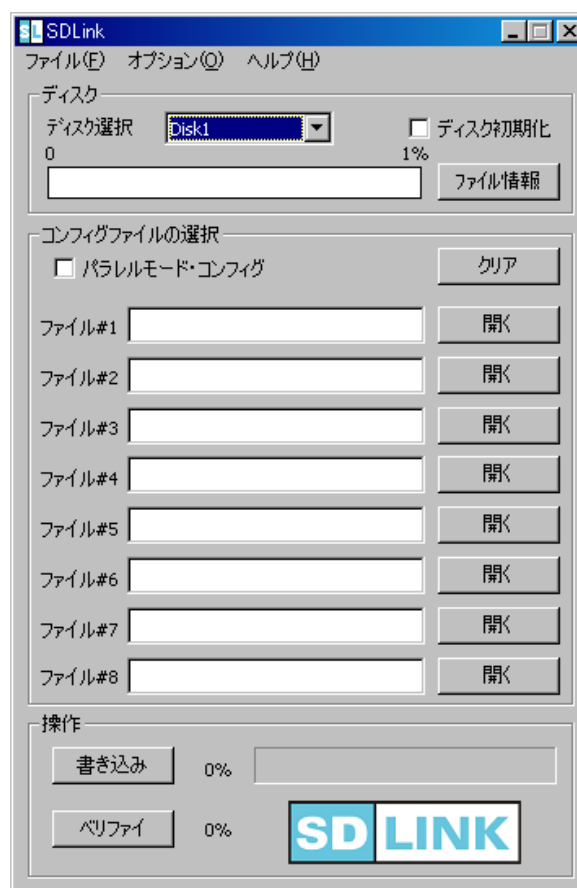 SL SDLink
ファイル(F) オプション(O) ヘルプ(H)
ディスク
ディスク選択 Disk1 ディスク初期化
0 1%
ファイル情報
コンフィグファイルの選択
パラレルモード・コンフィグ クリア
ファイル#1 開く
ファイル#2 開く
ファイル#3 開く
ファイル#4 開く
ファイル#5 開く
ファイル#6 開く
ファイル#7 開く
ファイル#8 開く
操作
書き込み 0%
ベリファイ 0% SD LINK